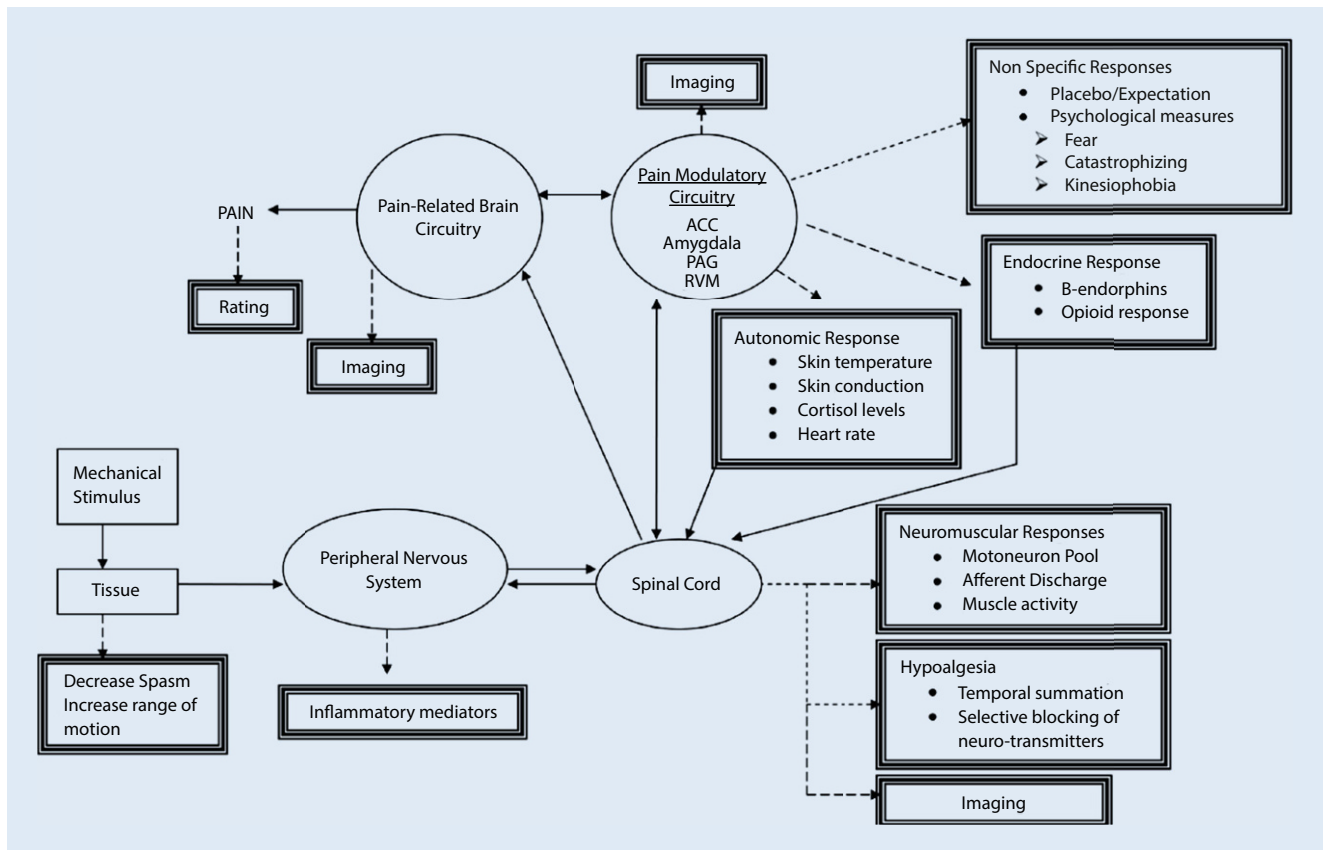 Imaging
Non Specific Responses
• Placebo/Expectation
• Psychological measures
➢ Fear
➢ Catastrophizing
➢ Kinesiophobia
Pain Modulatory
Circuitry
ACC
Amygdala
PAG
RVM
Pain-Related Brain
Circuitry
PAIN
Rating
Imaging
Endocrine Response
• B-endorphins
• Opioid response
Autonomic Response
• Skin temperature
• Skin conduction
• Cortisol levels
• Heart rate
Mechanical
Stimulus
Tissue
Peripheral Nervous
System
Spinal Cord
Neuromuscular Responses
• Motoneuron Pool
• Afferent Discharge
• Muscle activity
Decrease Spasm
Increase range of
motion
Inflammatory mediators
Hypoalgesia
• Temporal summation
• Selective blocking of
neuro-transmitters
Imaging